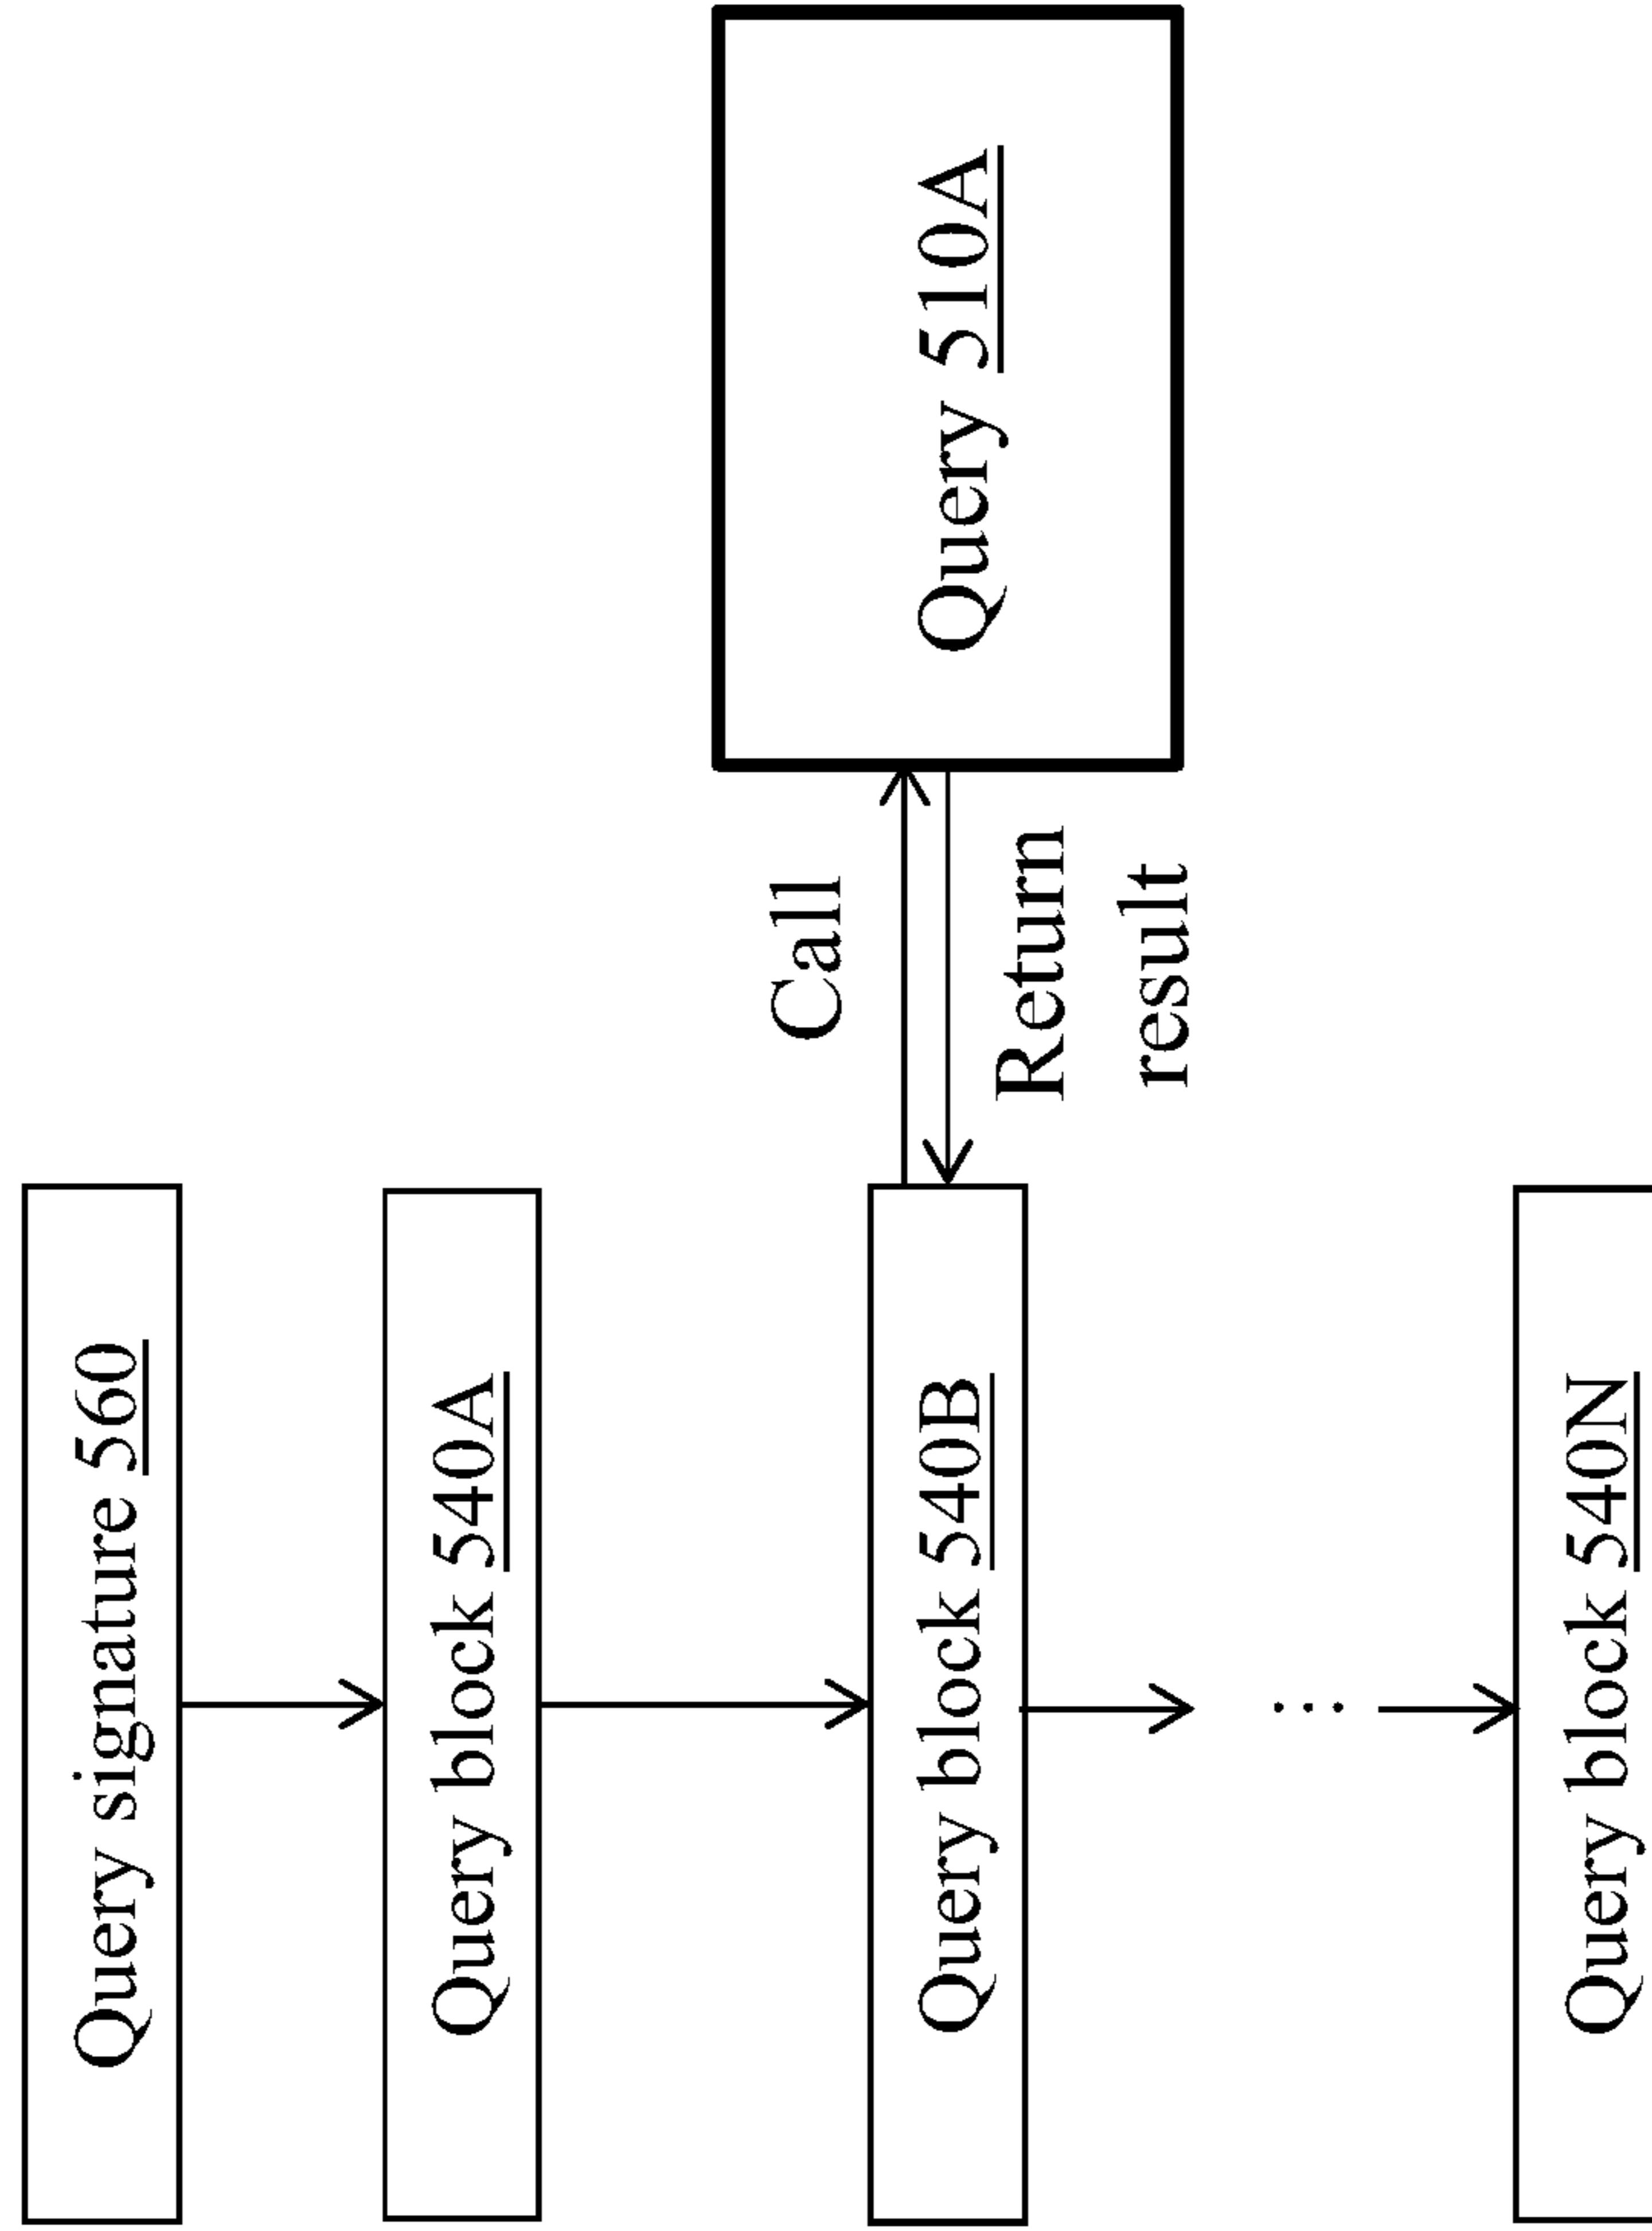 Query signature 560
Query block 540A
Query block 540B
Call
Return
result
Query 510A
Query block 540N